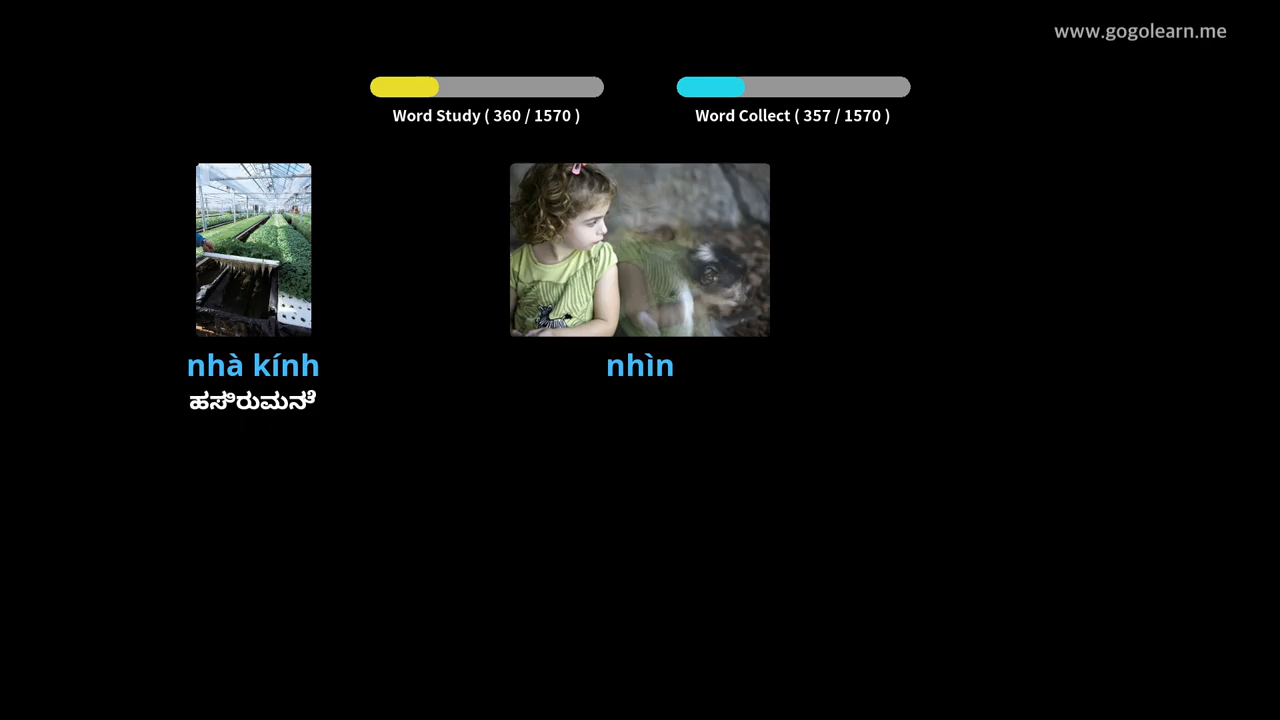 www.gogolearn.me
Word Study ( 360 / 1570 )
Word Collect ( 357 / 1570 )
nhà kính
ಹಸಿರುಮನೆ
nhìn